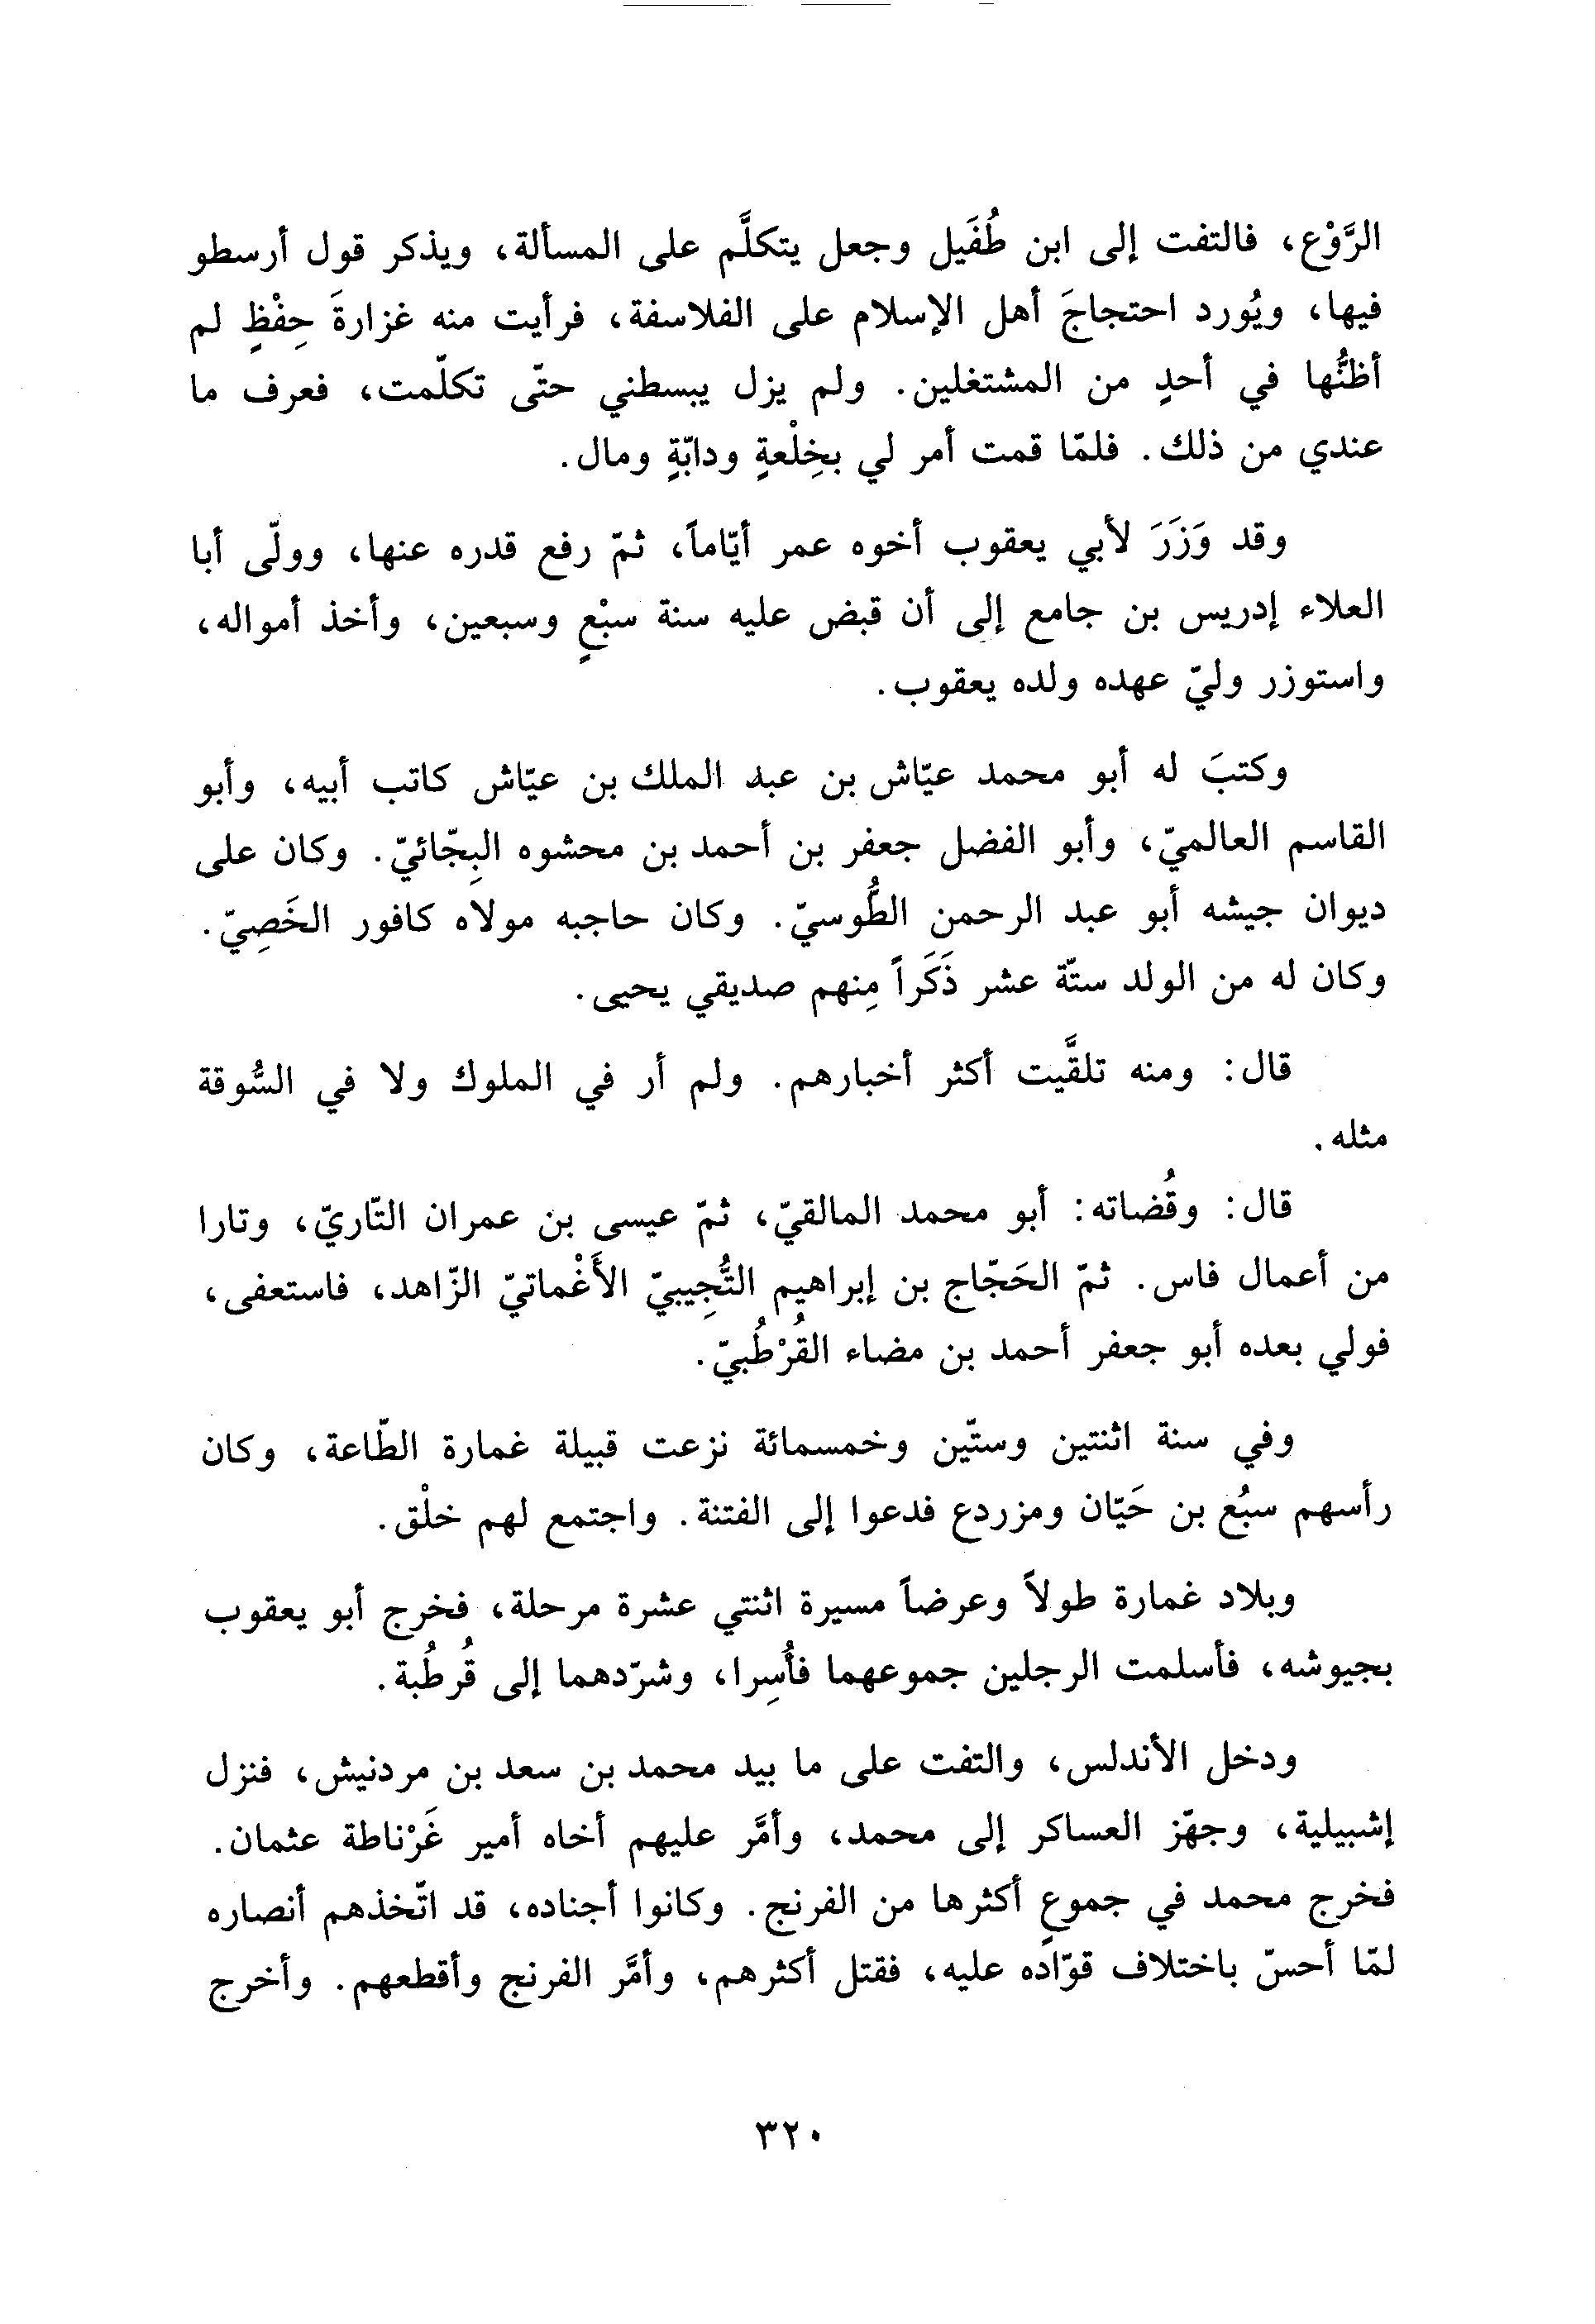 الرَّوْع، فالتفت إلى ابن طُفَيل وجعل يتكلَّم على المسألة، ويذكر قول أرسطو
فيها، ويُورد احتجاجَ أهل الإسلام على الفلاسفة، فرأيت منه غزارةَ حِفْظٍ لم
أظنُّها في أحدٍ من المشتغلين. ولم يزل يبسطني حتّى تكلّمت، فعرف ما
عندي من ذلك. فلمّا قمت أمر لي بخِلْعةٍ ودابّةٍ ومال.
وقد وَزَرَ لأبي يعقوب أخوه عمر أيّاماً، ثمّ رفع قدره عنها، وولّى أبا
العلاء إدريس بن جامع إلى أن قبض عليه سنة سبْعٍ وسبعين، وأخذ أمواله،
واستوزر وليّ عهده ولده يعقوب.
وكتبَ له أبو محمد عيّاش بن عبد الملك بن عيّاش كاتب أبيه، وأبو
القاسم العالميّ، وأبو الفضل جعفر بن أحمد بن محشوه البِجّائيّ. وكان على
ديوان جيشه أبو عبد الرحمن الطُّوسيّ. وكان حاجبه مولاه كافور الخَصِيّ.
وكان له من الولد ستّة عشر ذَكَراً مِنهم صديقي يحيى.
قال: ومنه تلقَّيت أكثر أخبارهم. ولم أر في الملوك ولا في السُّوقة
مثله.
قال: وقُضاته: أبو محمد المالقيّ، ثمّ عيسى بن عمران التّاريّ، وتارا
من أعمال فاس. ثمّ الحَجّاج بن إبراهيم التُّجِيبيّ الأَغْماتيّ الزّاهد، فاستعفى،
فولي بعده أبو جعفر أحمد بن مضاء القُرْطُبيّ.
وفي سنة اثنتين وستّين وخمسمائة نزعت قبيلة غمارة الطّاعة، وكان
رأسهم سبُع بن حَيّان ومزردع فدعوا إلى الفتنة. واجتمع لهم خلْق.
وبلاد غمارة طولاً وعرضاً مسيرة اثنتي عشرة مرحلة، فخرج أبو يعقوب
بجيوشه، فأسلمت الرجلين جموعهما فأُسِرا، وشرّدهما إلى قُرطُبة.
ودخل الأندلس، والتفت على ما بيد محمد بن سعد بن مردنيش، فنزل
إشبيلية، وجهّز العساكر إلى محمد، وأمَّر عليهم أخاه أمير غَرْناطة عثمان.
فخرج محمد في جموعٍ أكثرها من الفرنج. وكانوا أجناده، قد اتّخذهم أنصاره
لمّا أحسّ باختلاف قوّاده عليه، فقتل أكثرهم، وأمَّر الفرنج وأقطعهم. وأخرج
٣٢٠